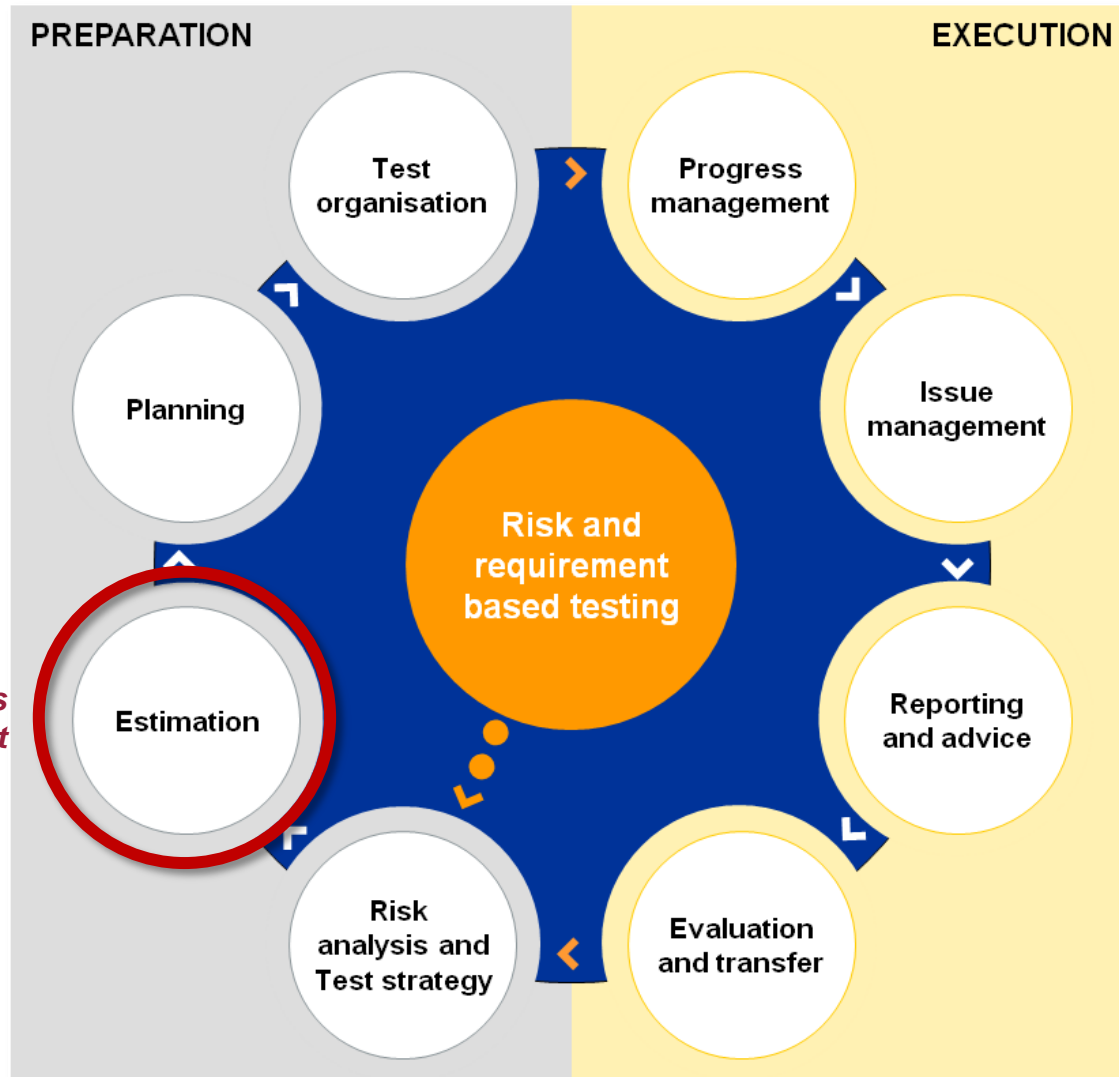 PREPARATION
EXECUTION
Test
organisation
Progress
management
Planning
Issue
management
Risk and
requirement
based testing
s
t
Estimation
Reporting
and advice
Risk
analysis and
Test strategy
Evaluation
and transfer